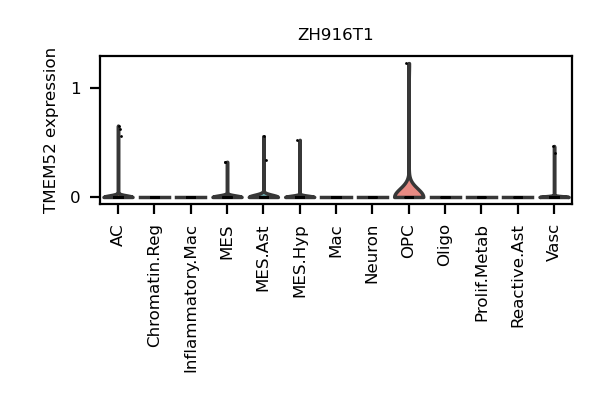 ZH916T1
TMEM52 expression
1
0
AC
Chromatin.Reg
Inflammatory.Mac
MES
MES.Ast
MES.Hyp
Mac
Neuron
OPC
Oligo
Prolif.Metab
Reactive.Ast
Vasc